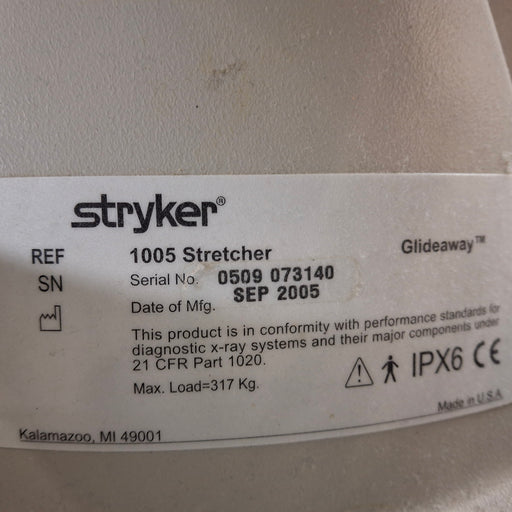 stryker®
REF 1005 Stretcher Glideaway™
SN Serial No. 0509 073140
Date of Mfg. SEP 2005
This product is in conformity with performance standards for
diagnostic x-ray systems and their major components under
21 CFR Part 1020.
Max. Load=317 Kg. IPX6 CE
Kalamazoo, MI 49001 Made in U.S.A.